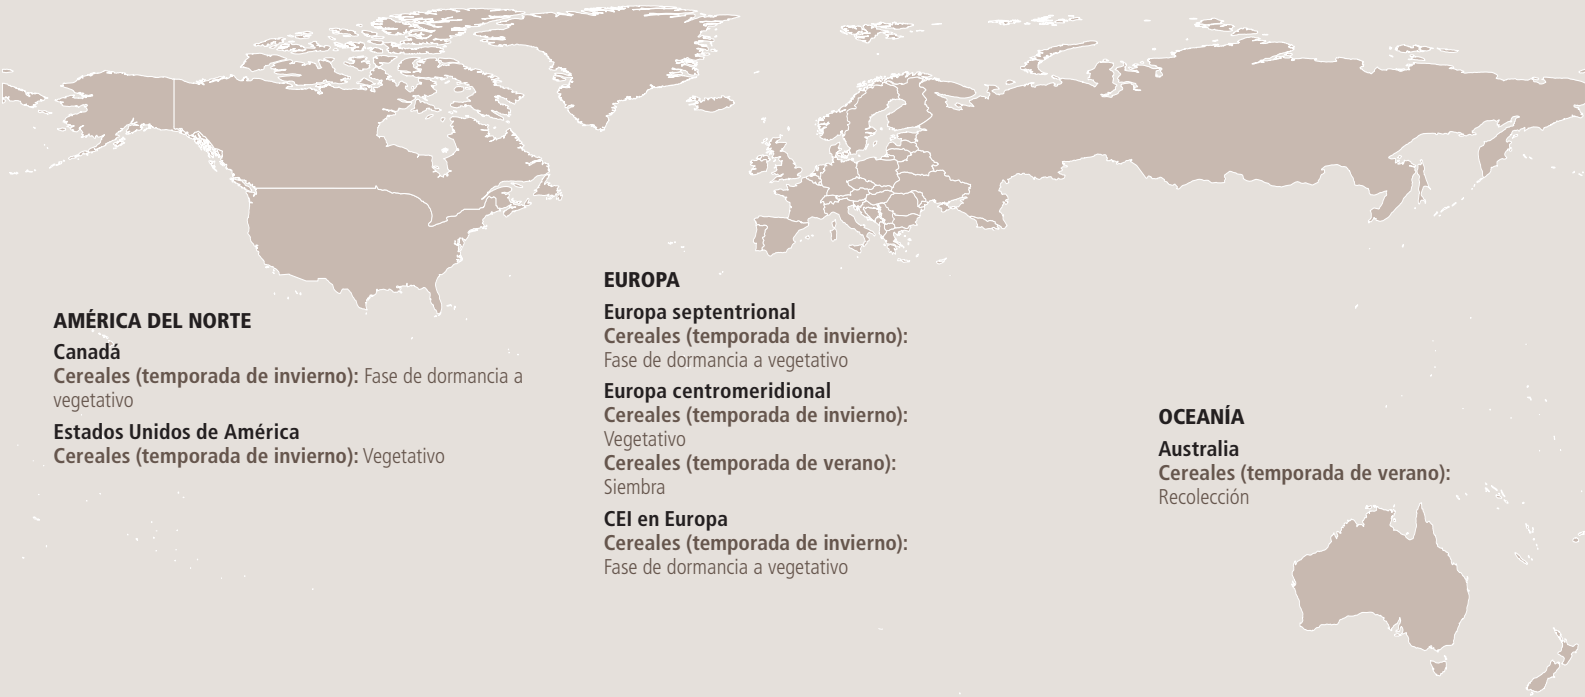 AMÉRICA DEL NORTE
Canadá
Cereales (temporada de invierno): Fase de dormancia a
vegetativo
Estados Unidos de América
Cereales (temporada de invierno): Vegetativo
EUROPA
Europa septentrional
Cereales (temporada de invierno):
Fase de dormancia a vegetativo
Europa centromeridional
Cereales (temporada de invierno):
Vegetativo
Cereales (temporada de verano):
Siembra
CEI en Europa
Cereales (temporada de invierno):
Fase de dormancia a vegetativo
OCEANÍA
Australia
Cereales (temporada de verano):
Recolección